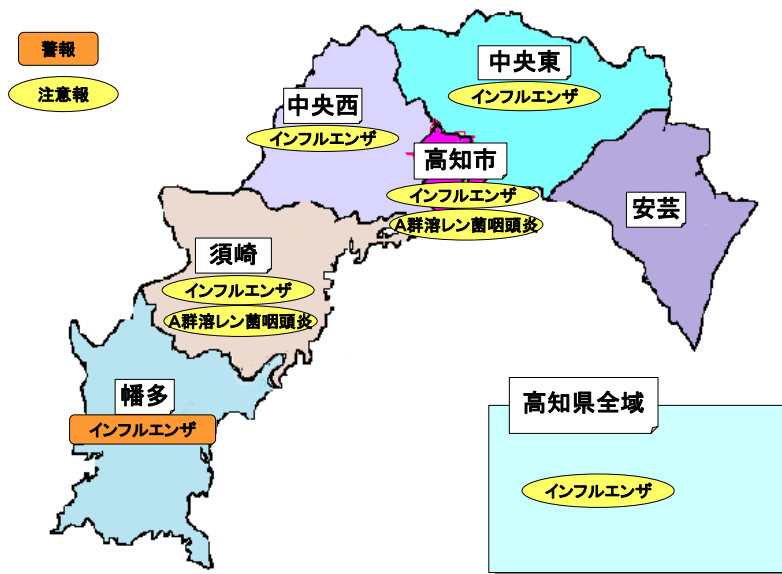 警報
注意報
中央東
インフルエンザ
中央西
インフルエンザ
高知市
インフルエンザ
A群溶レン菌咽頭炎
安芸
須崎
インフルエンザ
A群溶レン菌咽頭炎
幡多
インフルエンザ
高知県全域
インフルエンザ